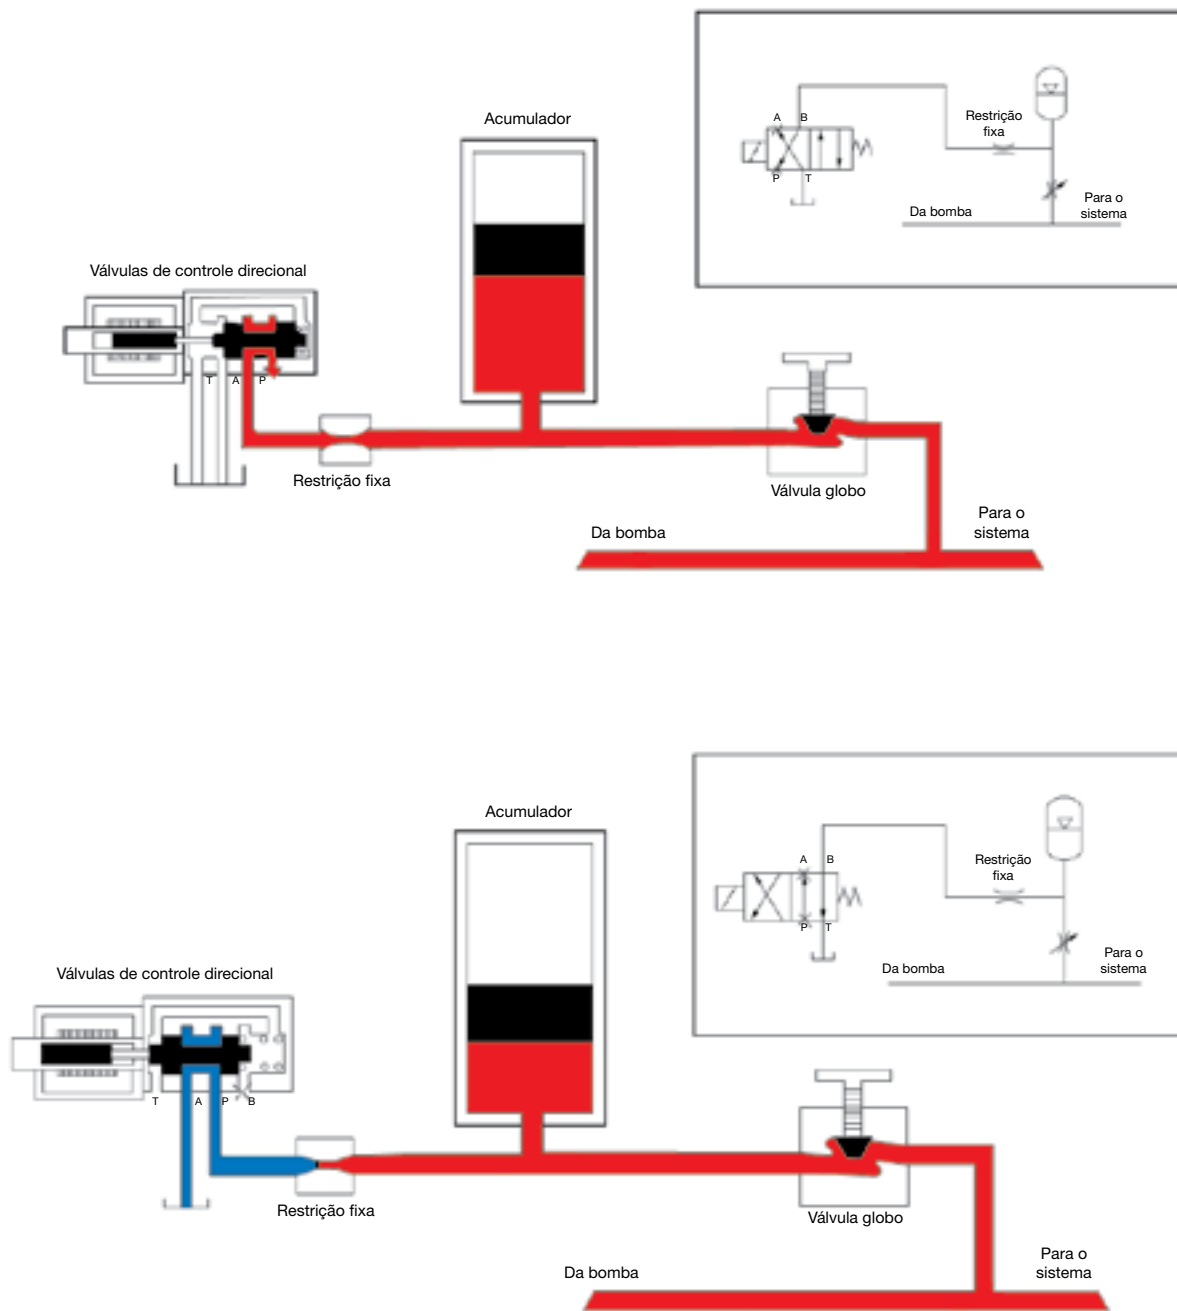 Acumulador
A B
Restrição
fixa
P T
Da bomba
Para o
sistema
Válvulas de controle direcional
T A P
Restrição fixa
Válvula globo
Da bomba
Para o
sistema
Acumulador
A B
Restrição
fixa
P T
Da bomba
Para o
sistema
Válvulas de controle direcional
T A P B
Restrição fixa
Válvula globo
Da bomba
Para o
sistema